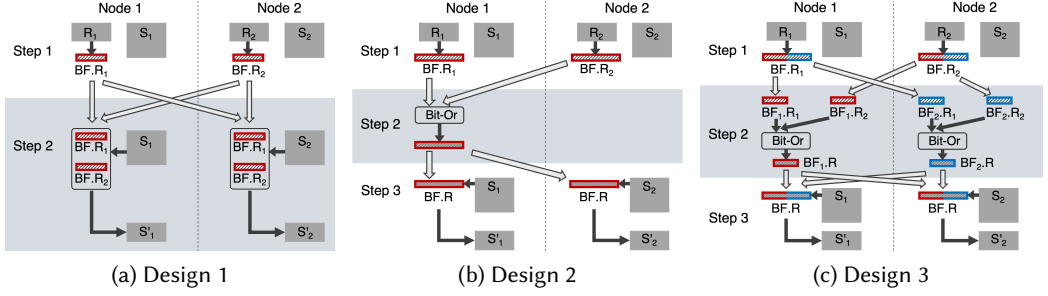 Node 1 Node 2
R1 S1 R2 S2
Step 1
BF.R1 BF.R2
Step 2
BF.R1 S1 BF.R1 S2
BF.R2 BF.R2
S'1 S'2
(a) Design 1
Node 1 Node 2
R1 S1 R2 S2
Step 1
BF.R1 BF.R2
Step 2
Bit-Or
Step 3
S1 S2
BF.R BF.R
S'1 S'2
(b) Design 2
Node 1 Node 2
R1 S1 R2 S2
Step 1
BF.R1 BF.R2
BF1.R1 BF1.R2 BF2.R1 BF2.R2
Step 2
Bit-Or Bit-Or
BF1.R BF2.R
Step 3
S1 S2
BF.R BF.R
S'1 S'2
(c) Design 3